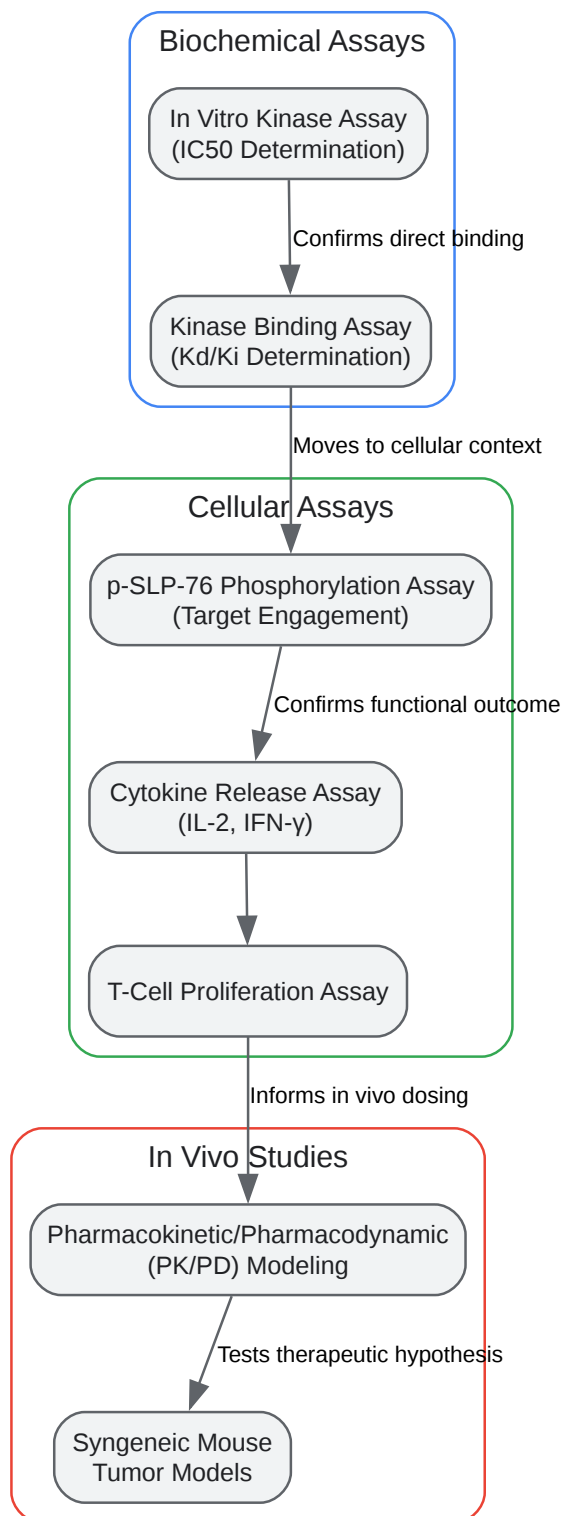 Biochemical Assays
In Vitro Kinase Assay
(IC50 Determination)
Confirms direct binding
Kinase Binding Assay
(Kd/Ki Determination)
Moves to cellular context
Cellular Assays
p-SLP-76 Phosphorylation Assay
(Target Engagement)
Confirms functional outcome
Cytokine Release Assay
(IL-2, IFN-γ)
T-Cell Proliferation Assay
Informs in vivo dosing
In Vivo Studies
Pharmacokinetic/Pharmacodynamic
(PK/PD) Modeling
Tests therapeutic hypothesis
Syngeneic Mouse
Tumor Models